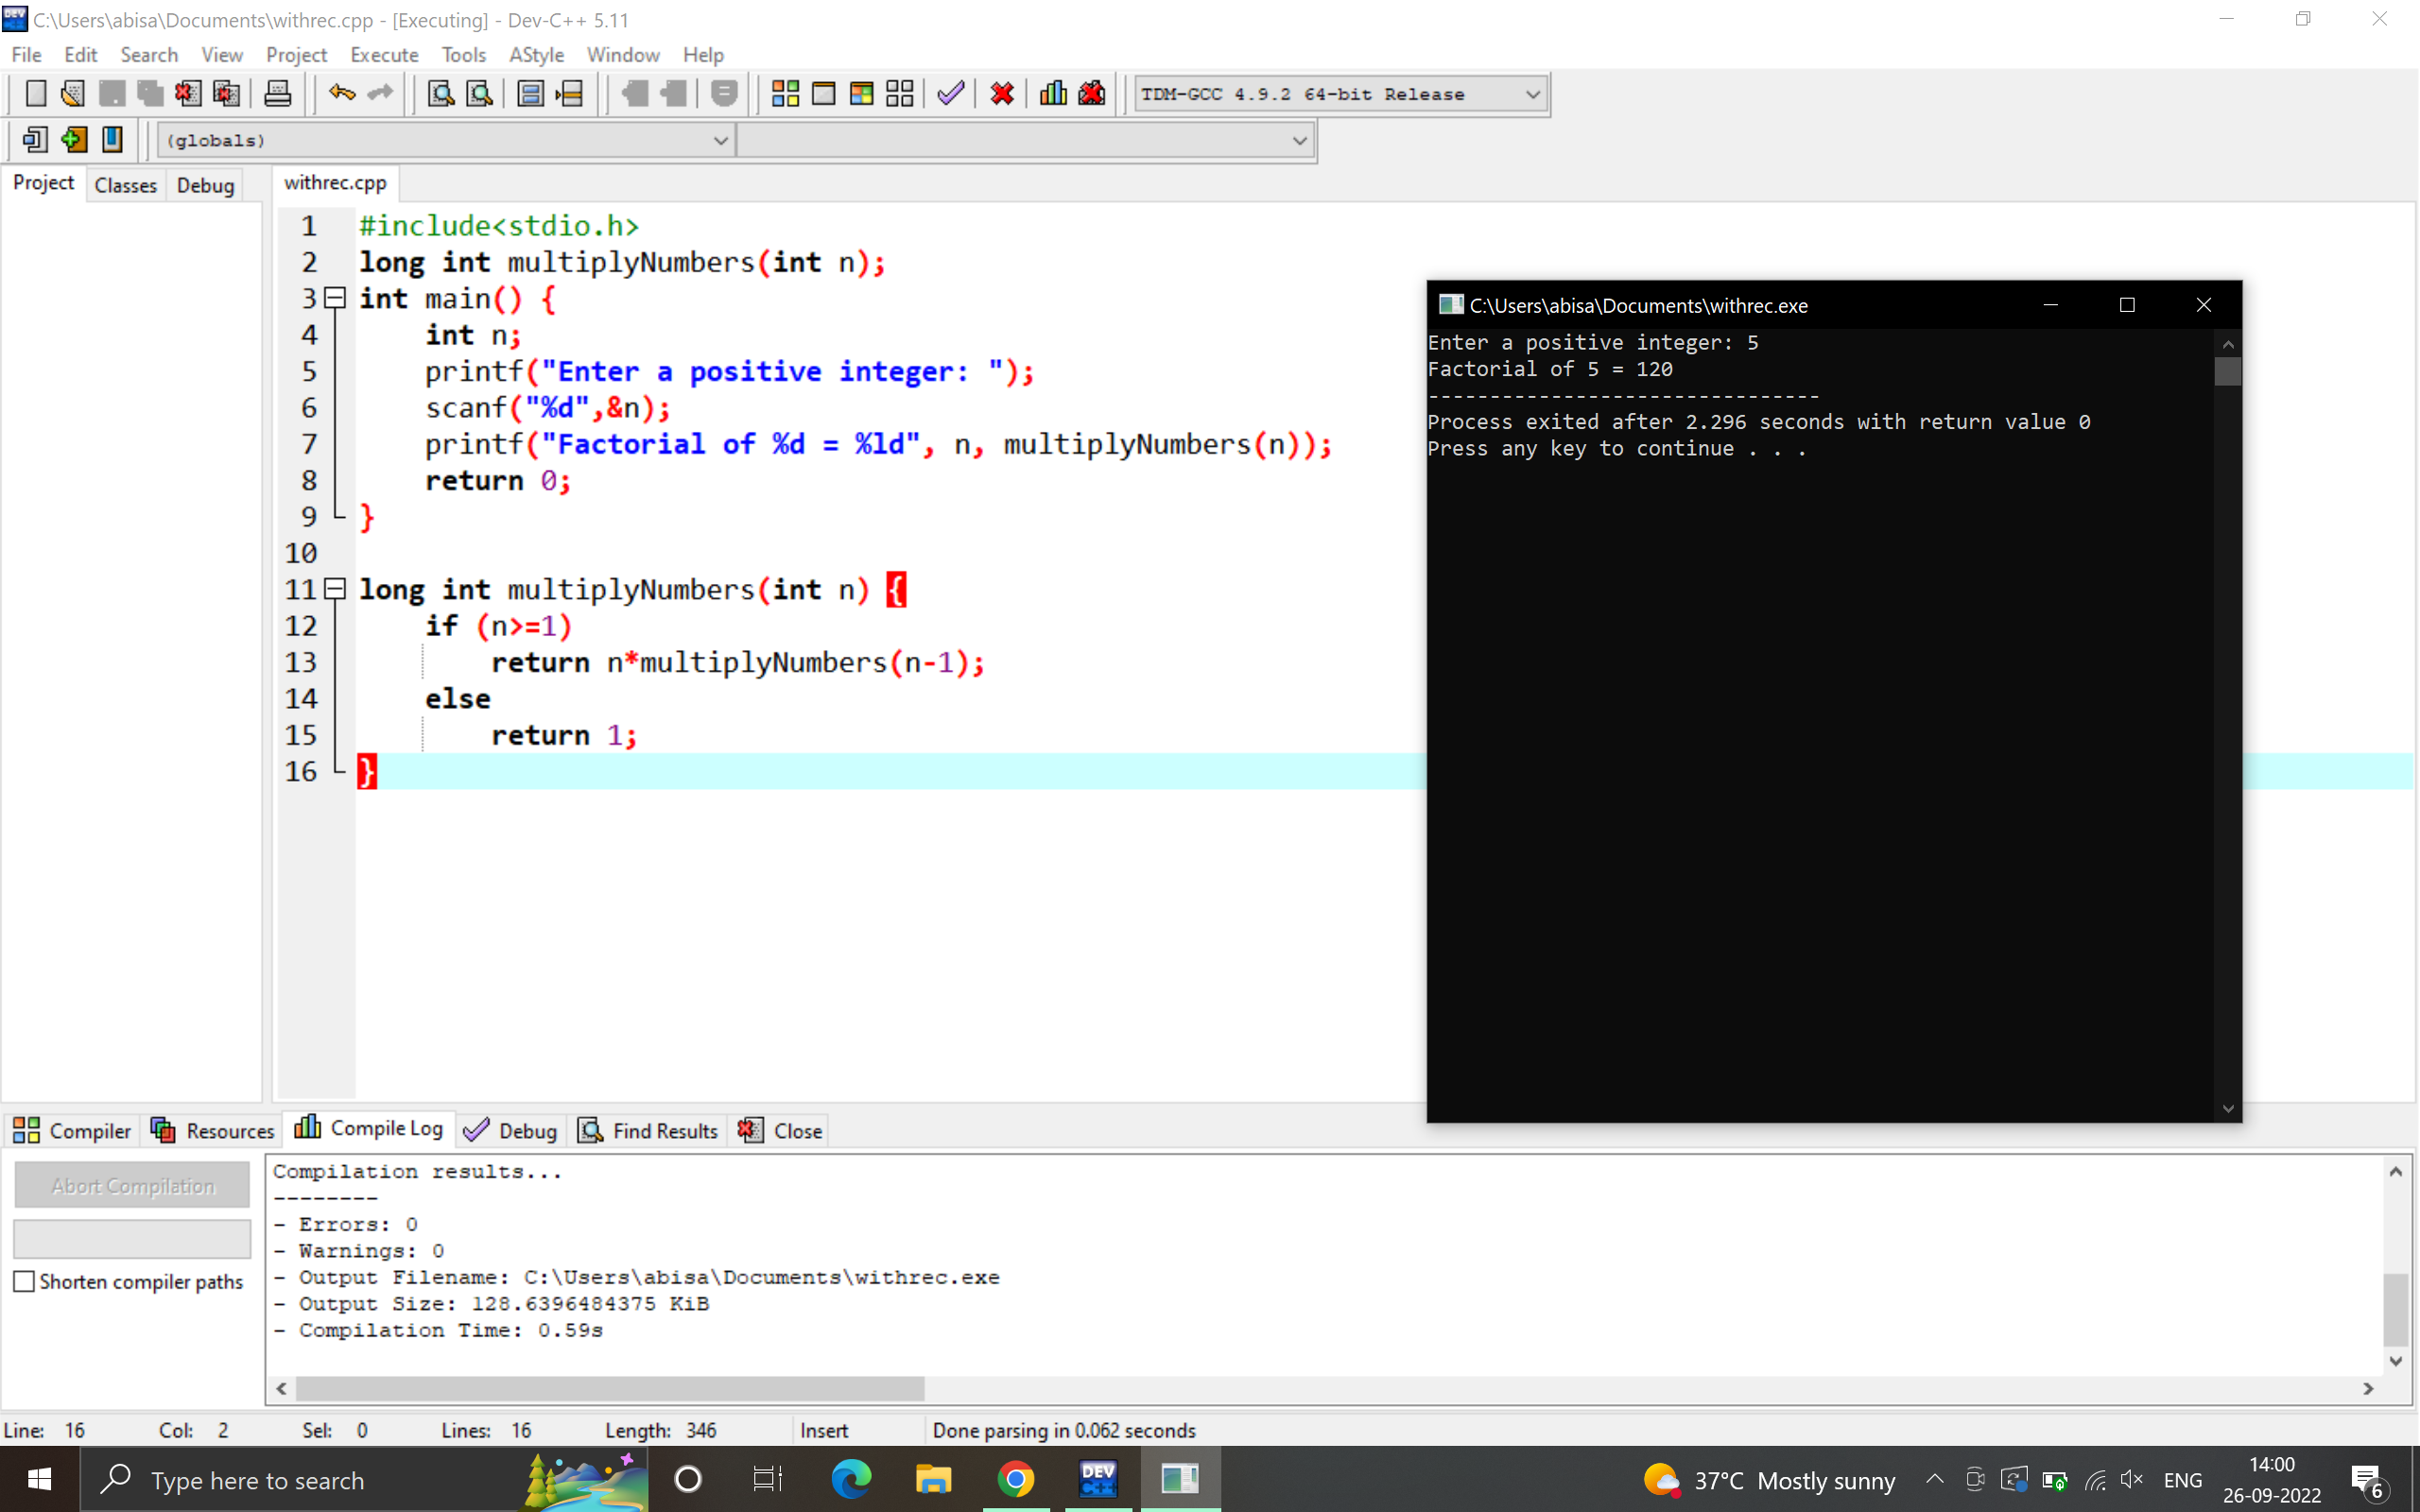 C:\Users\abisa\Documents\withrec.cpp - [Executing] - Dev-C++ 5.11
File Edit Search View Project Execute Tools AStyle Window Help
TDM-GCC 4.9.2 64-bit Release
(globals)
Project Classes Debug withrec.cpp
1 #include<stdio.h>
2 long int multiplyNumbers(int n);
3 int main() {
4 int n;
5 printf("Enter a positive integer: ");
6 scanf("%d",&n);
7 printf("Factorial of %d = %ld", n, multiplyNumbers(n));
8 return 0;
9 }
10
11 long int multiplyNumbers(int n) {
12 if (n>=1)
13 return n*multiplyNumbers(n-1);
14 else
15 return 1;
16 }
C:\Users\abisa\Documents\withrec.exe
Enter a positive integer: 5
Factorial of 5 = 120
--------------------------------
Process exited after 2.296 seconds with return value 0
Press any key to continue . . .
Compiler Resources Compile Log Debug Find Results Close
Abort Compilation
Shorten compiler paths
Compilation results...
--------
- Errors: 0
- Warnings: 0
- Output Filename: C:\Users\abisa\Documents\withrec.exe
- Output Size: 128.6396484375 KiB
- Compilation Time: 0.59s
Line: 16 Col: 2 Sel: 0 Lines: 16 Length: 346 Insert Done parsing in 0.062 seconds
Type here to search
DEV C++
37°C Mostly sunny
ENG
14:00
26-09-2022
6